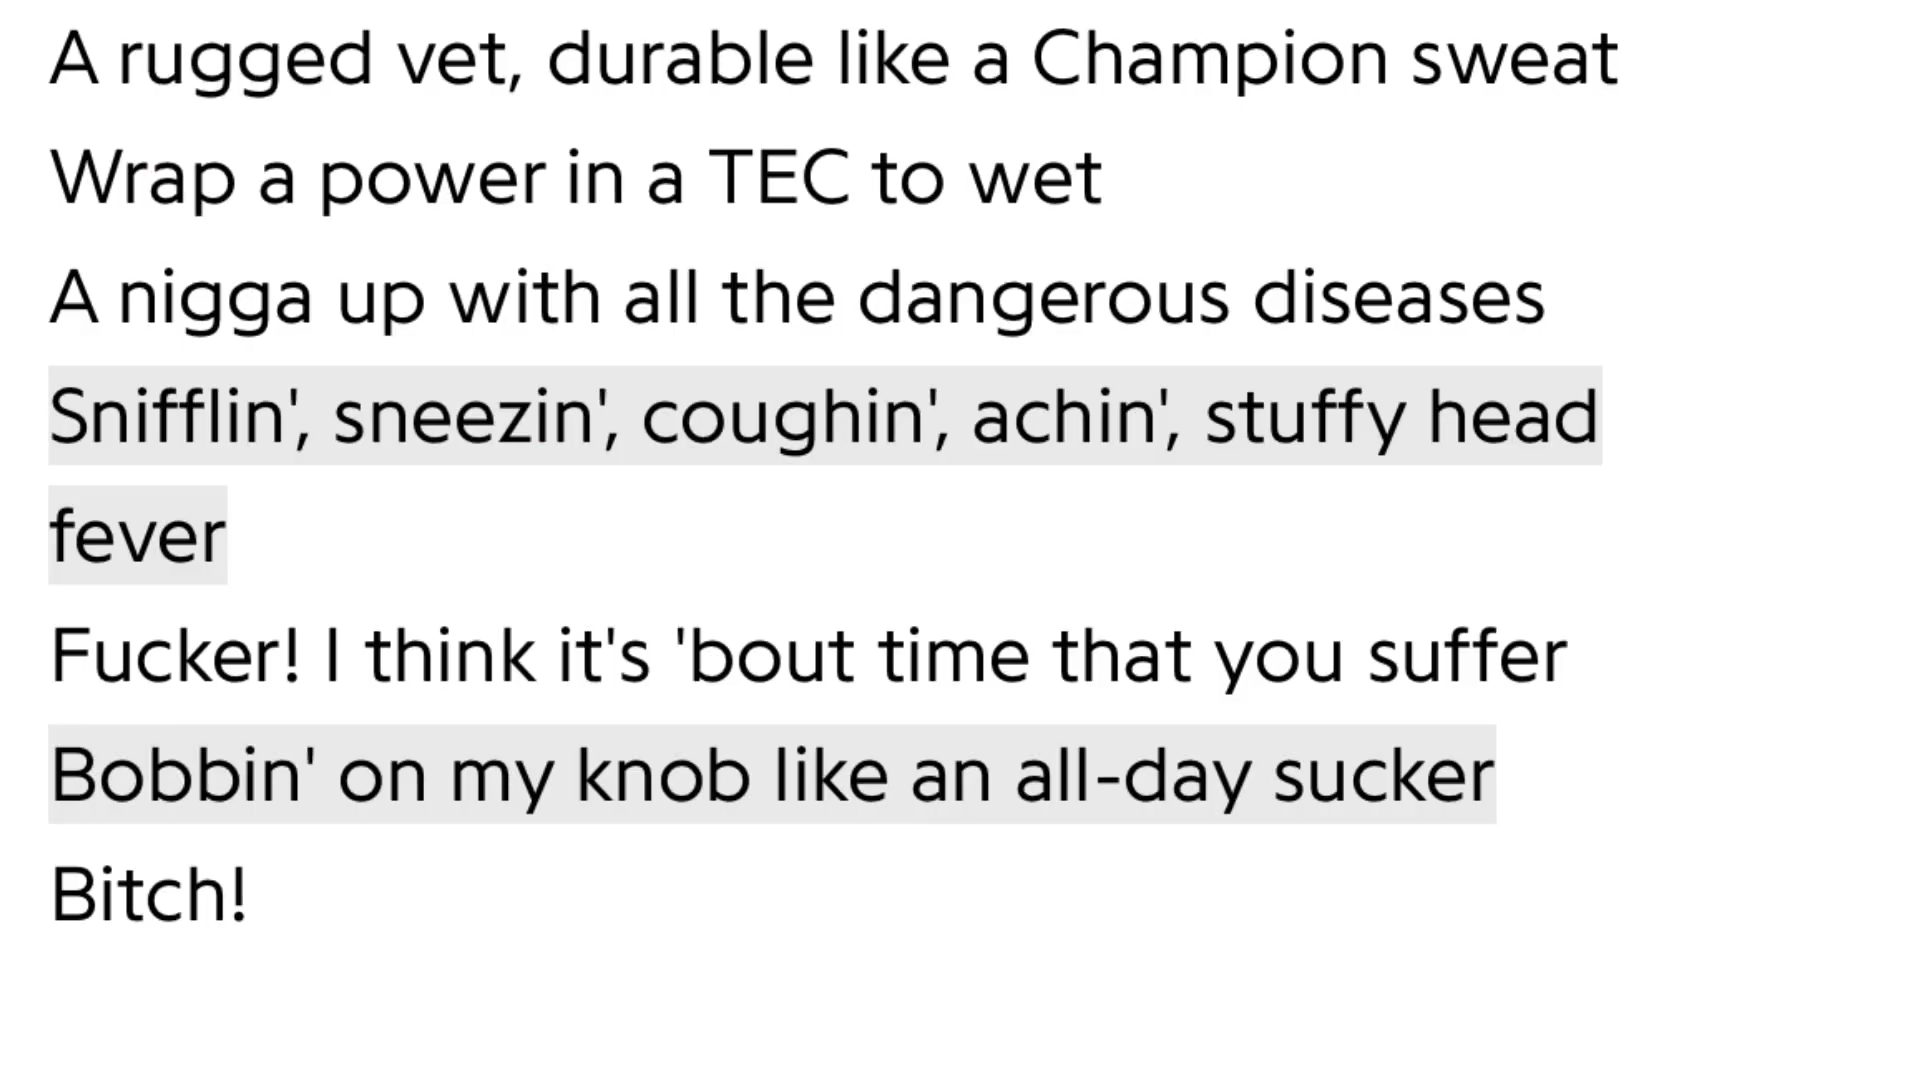 A rugged vet, durable like a Champion sweat
Wrap a power in a TEC to wet
A nigga up with all the dangerous diseases
Snifflin', sneezin', coughin', achin', stuffy head
fever
Fucker! I think it's 'bout time that you suffer
Bobbin' on my knob like an all-day sucker
Bitch!